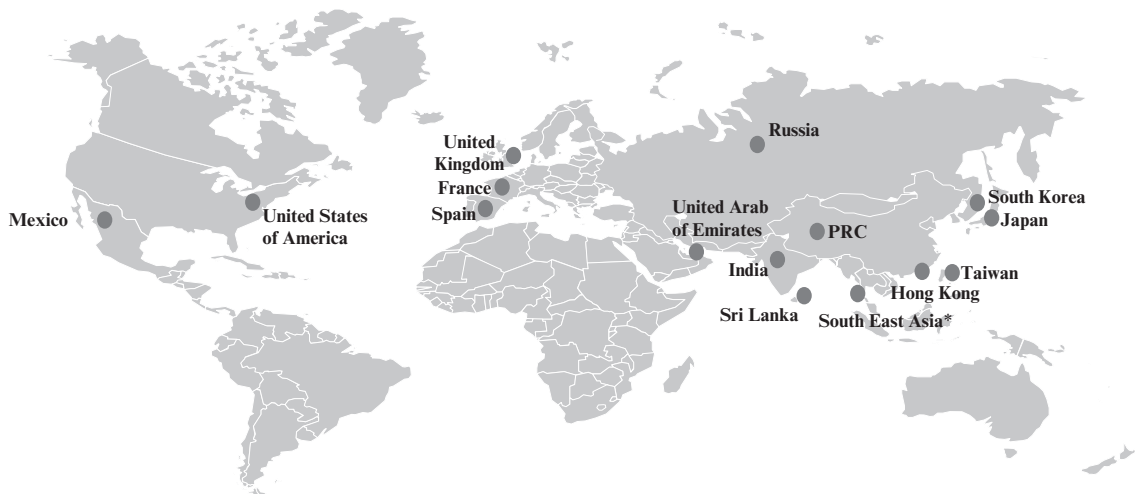 Russia
United
Kingdom
France
Spain
Mexico
United States
of America
United Arab
of Emirates
South Korea
Japan
PRC
India
Taiwan
Hong Kong
Sri Lanka
South East Asia*